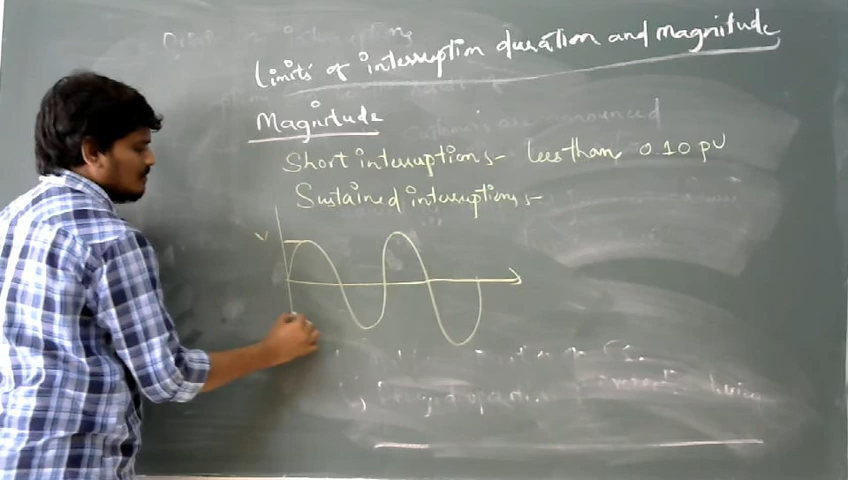 Limits of interruption duration and magnitude
Magnitude
Short interruptions - less than 0.10 pU
Sustained interruptions -
V